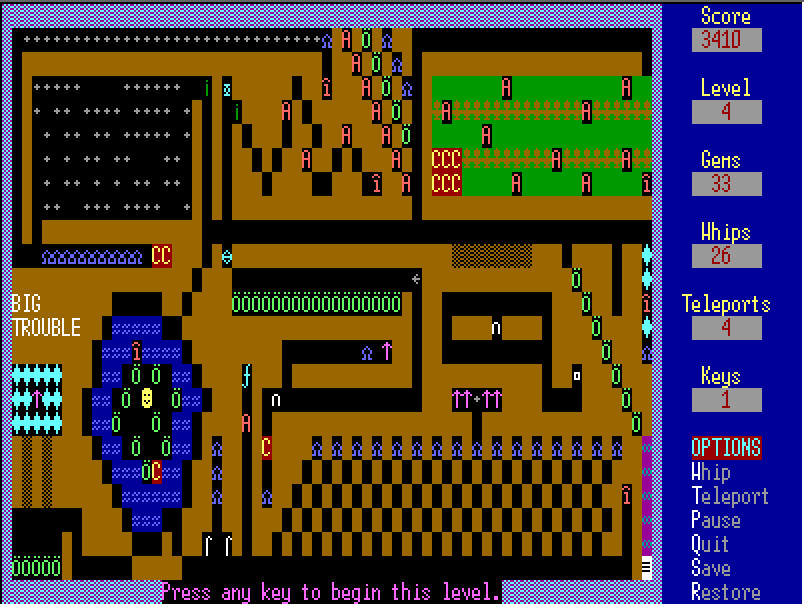 Score
3410
Level
4
Gems
33
Whips
26
Teleports
4
Keys
1
OPTIONS
Whip
Teleport
Pause
Quit
Save
Restore
BIG
TROUBLE
Press any key to begin this level.